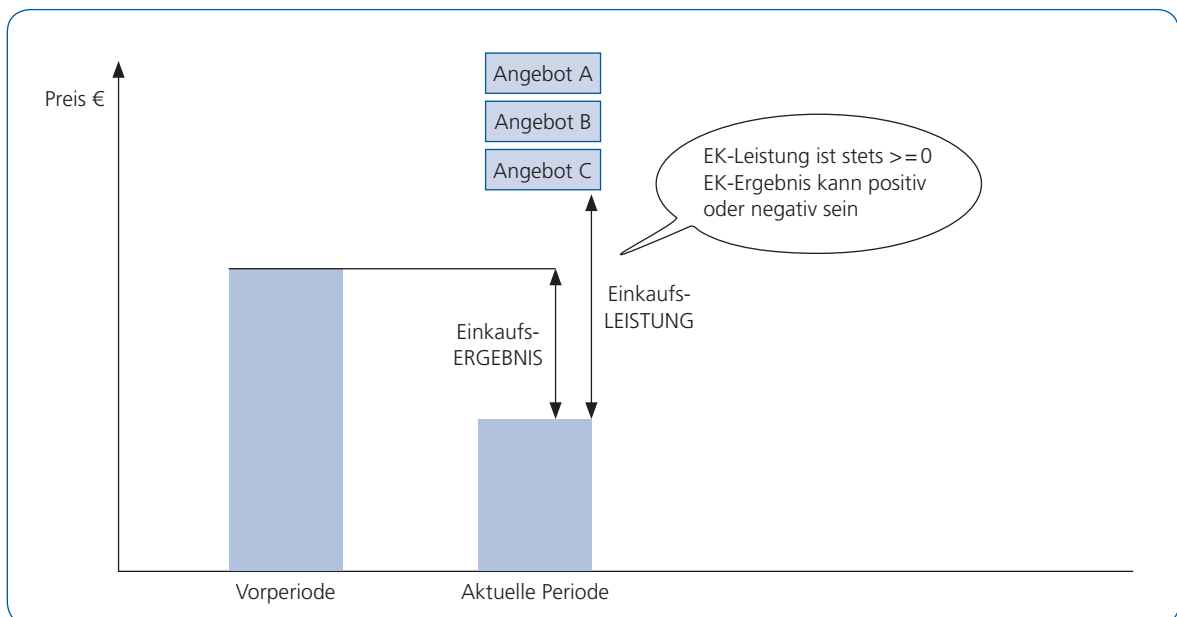 Preis €
Angebot A
Angebot B
Angebot C
EK-Leistung ist stets >=0
EK-Ergebnis kann positiv
oder negativ sein
Einkaufs-
ERGEBNIS
Einkaufs-
LEISTUNG
Vorperiode
Aktuelle Periode